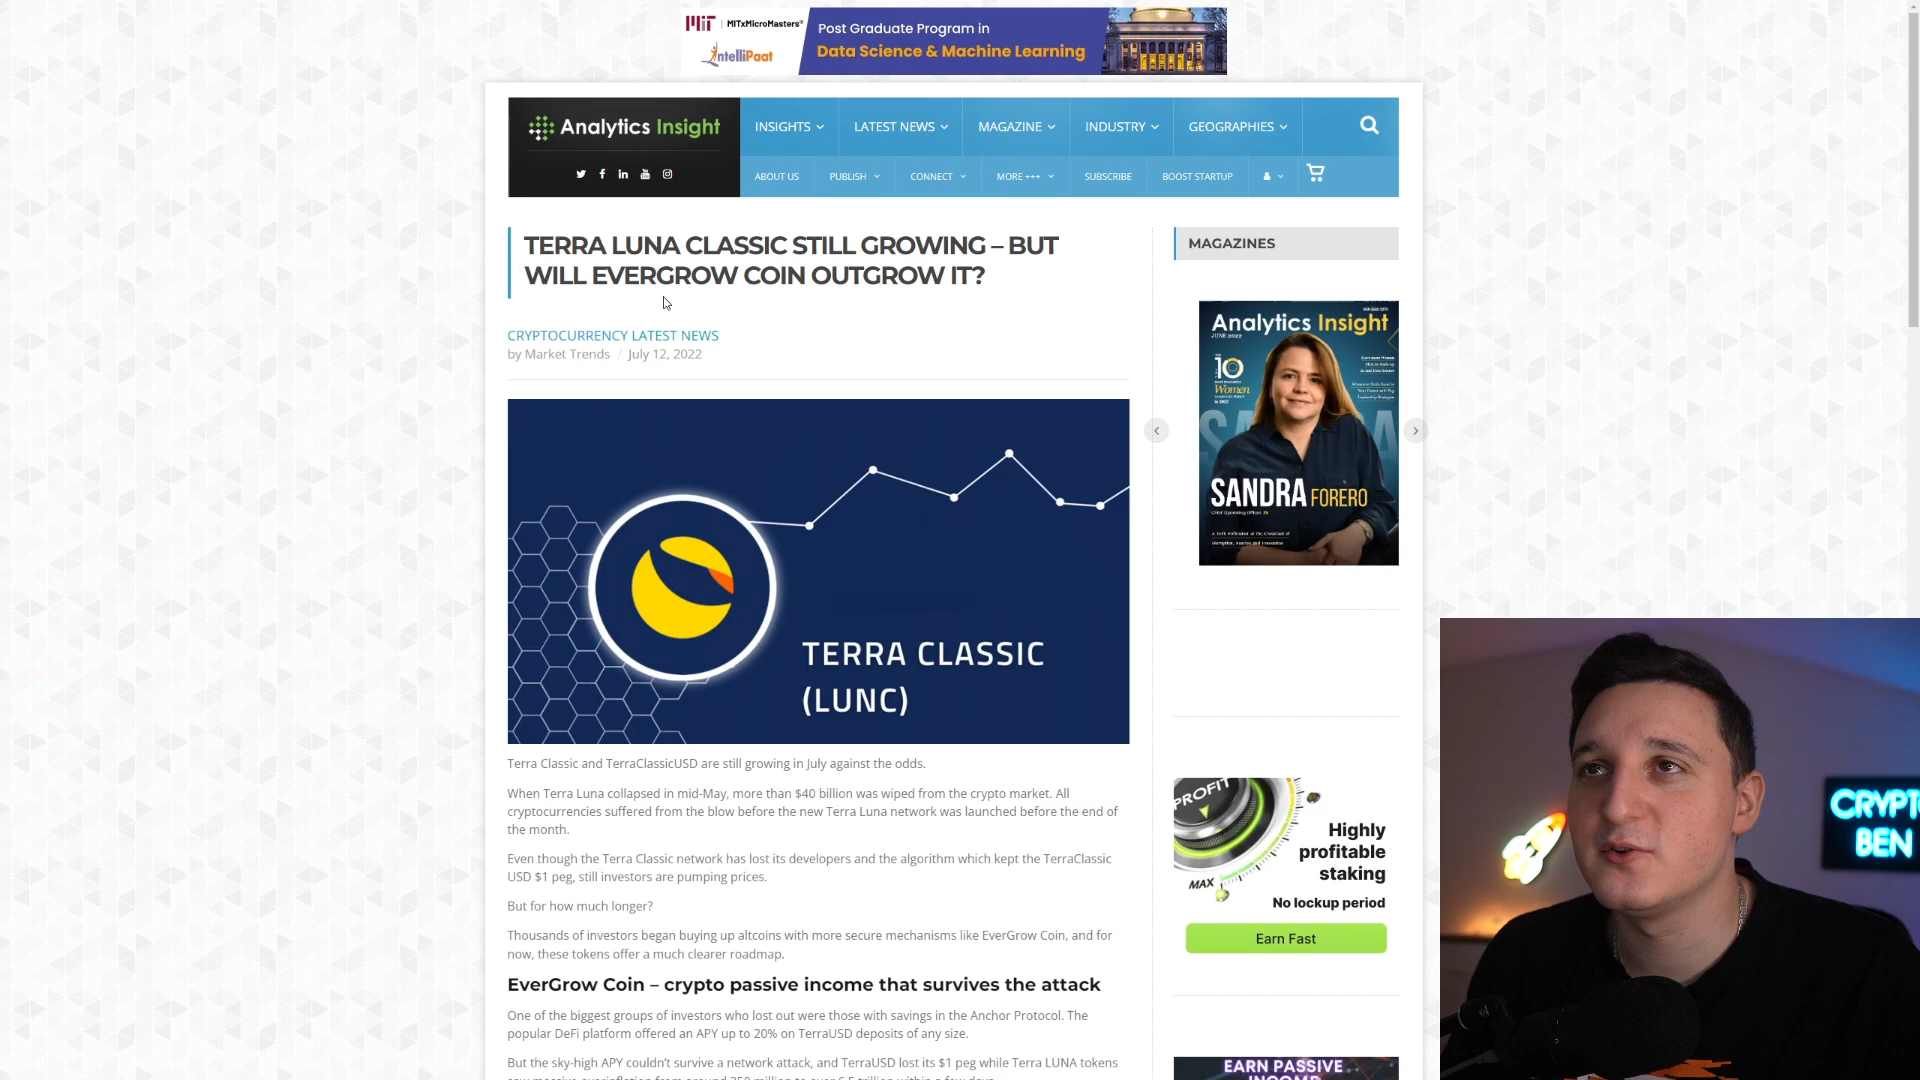 MIT | MITxMicroMasters®
Post Graduate Program in
IntelliPaat
Data Science & Machine Learning
Analytics Insight
INSIGHTS
LATEST NEWS
MAGAZINE
INDUSTRY
GEOGRAPHIES
ABOUT US
PUBLISH
CONNECT
MORE +++
SUBSCRIBE
BOOST STARTUP
TERRA LUNA CLASSIC STILL GROWING – BUT
WILL EVERGROW COIN OUTGROW IT?
CRYPTOCURRENCY LATEST NEWS
by Market Trends / July 12, 2022
TERRA CLASSIC
(LUNC)
Terra Classic and TerraClassicUSD are still growing in July against the odds.
When Terra Luna collapsed in mid-May, more than $40 billion was wiped from the crypto market. All
cryptocurrencies suffered from the blow before the new Terra Luna network was launched before the end of
the month.
Even though the Terra Classic network has lost its developers and the algorithm which kept the TerraClassic
USD $1 peg, still investors are pumping prices.
But for how much longer?
Thousands of investors began buying up altcoins with more secure mechanisms like EverGrow Coin, and for
now, these tokens offer a much clearer roadmap.
EverGrow Coin – crypto passive income that survives the attack
One of the biggest groups of investors who lost out were those with savings in the Anchor Protocol. The
popular DeFi platform offered an APY up to 20% on TerraUSD deposits of any size.
But the sky-high APY couldn't survive a network attack, and TerraUSD lost its $1 peg while Terra LUNA tokens
MAGAZINES
Analytics Insight
JUNE 2022
THE
10
Women
SANDRA FORERO
PROFIT
MAX
Highly
profitable
staking
No lockup period
Earn Fast
EARN PASSIVE
CRYPTO
BEN